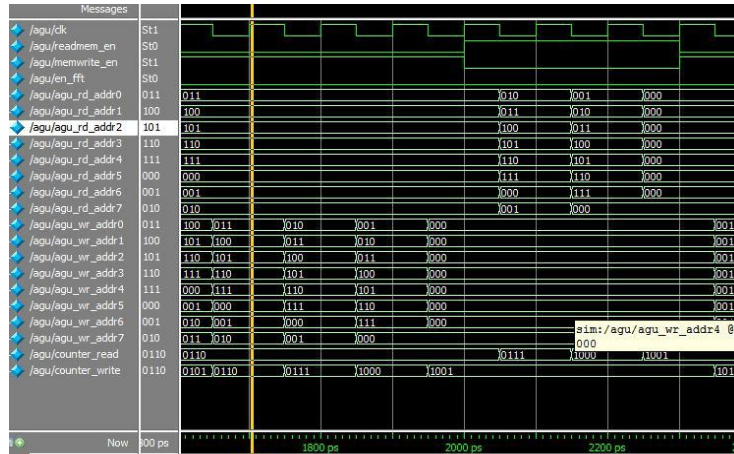 Messages
/agu/clk St1
/agu/readmem_en St0
/agu/memwrite_en St1
/agu/en_fft St0
/agu/agu_rd_addr0 011 011 010 001 000
/agu/agu_rd_addr1 100 100 011 010 000
/agu/agu_rd_addr2 101 101 100 011 000
/agu/agu_rd_addr3 110 110 101 100 000
/agu/agu_rd_addr4 111 111 110 101 000
/agu/agu_rd_addr5 000 000 111 110 000
/agu/agu_rd_addr6 001 001 000 111 000
/agu/agu_rd_addr7 010 010 001 000
/agu/agu_wr_addr0 011 100 011 010 001 000 001
/agu/agu_wr_addr1 100 101 100 011 010 000 001
/agu/agu_wr_addr2 101 110 101 100 011 000 001
/agu/agu_wr_addr3 110 111 110 101 100 000 001
/agu/agu_wr_addr4 111 000 111 110 101 000 001
/agu/agu_wr_addr5 000 001 000 111 110 000 001
/agu/agu_wr_addr6 001 010 001 000 111 000
sim:/agu/agu_wr_addr4 @
/agu/agu_wr_addr7 010 011 010 001 000
000
/agu/counter_read 0110 0110 0111 1000 1001
/agu/counter_write 0110 0101 0110 0111 1000 1001 101
Now 300 ps 1800 ps 2000 ps 2200 ps